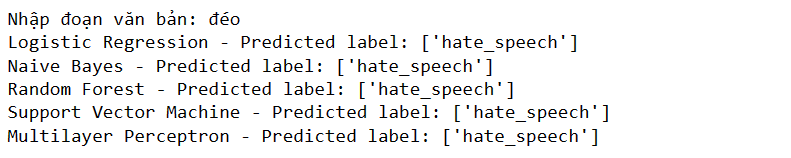 Nhập đoạn văn bản: đéo
Logistic Regression - Predicted label: ['hate_speech']
Naive Bayes - Predicted label: ['hate_speech']
Random Forest - Predicted label: ['hate_speech']
Support Vector Machine - Predicted label: ['hate_speech']
Multilayer Perceptron - Predicted label: ['hate_speech']